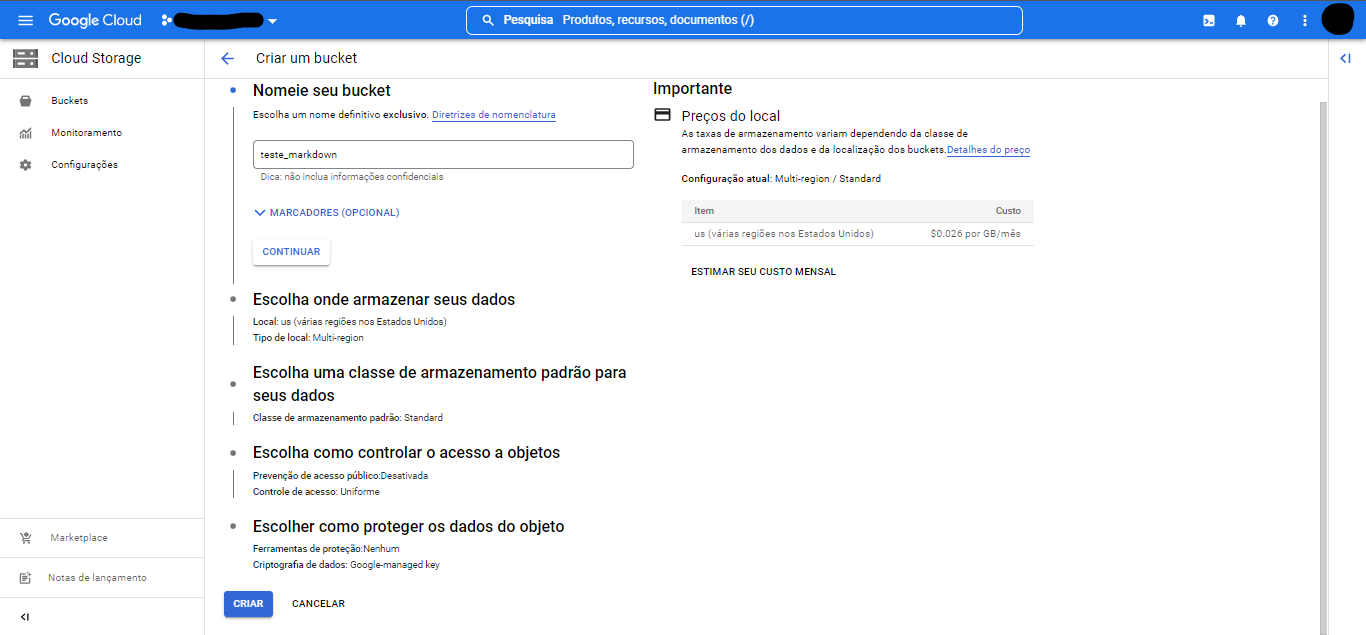 Google Cloud
Pesquisa Produtos, recursos, documentos (/)
Cloud Storage
Buckets
Monitoramento
Configurações
Marketplace
Notas de lançamento
Criar um bucket
Nomeie seu bucket
Escolha um nome definitivo exclusivo. Diretrizes de nomenclatura
teste_markdown
Dica: não inclua informações confidenciais
MARCADORES (OPCIONAL)
CONTINUAR
Escolha onde armazenar seus dados
Local: us (várias regiões nos Estados Unidos)
Tipo de local: Multi-region
Escolha uma classe de armazenamento padrão para
seus dados
Classe de armazenamento padrão: Standard
Escolha como controlar o acesso a objetos
Prevenção de acesso público:Desativada
Controle de acesso: Uniforme
Escolher como proteger os dados do objeto
Ferramentas de proteção:Nenhum
Criptografia de dados: Google-managed key
CRIAR CANCELAR
Importante
Preços do local
As taxas de armazenamento variam dependendo da classe de
armazenamento dos dados e da localização dos buckets.Detalhes do preço
Configuração atual: Multi-region / Standard
Item Custo
us (várias regiões nos Estados Unidos) $0.026 por GB/mês
ESTIMAR SEU CUSTO MENSAL